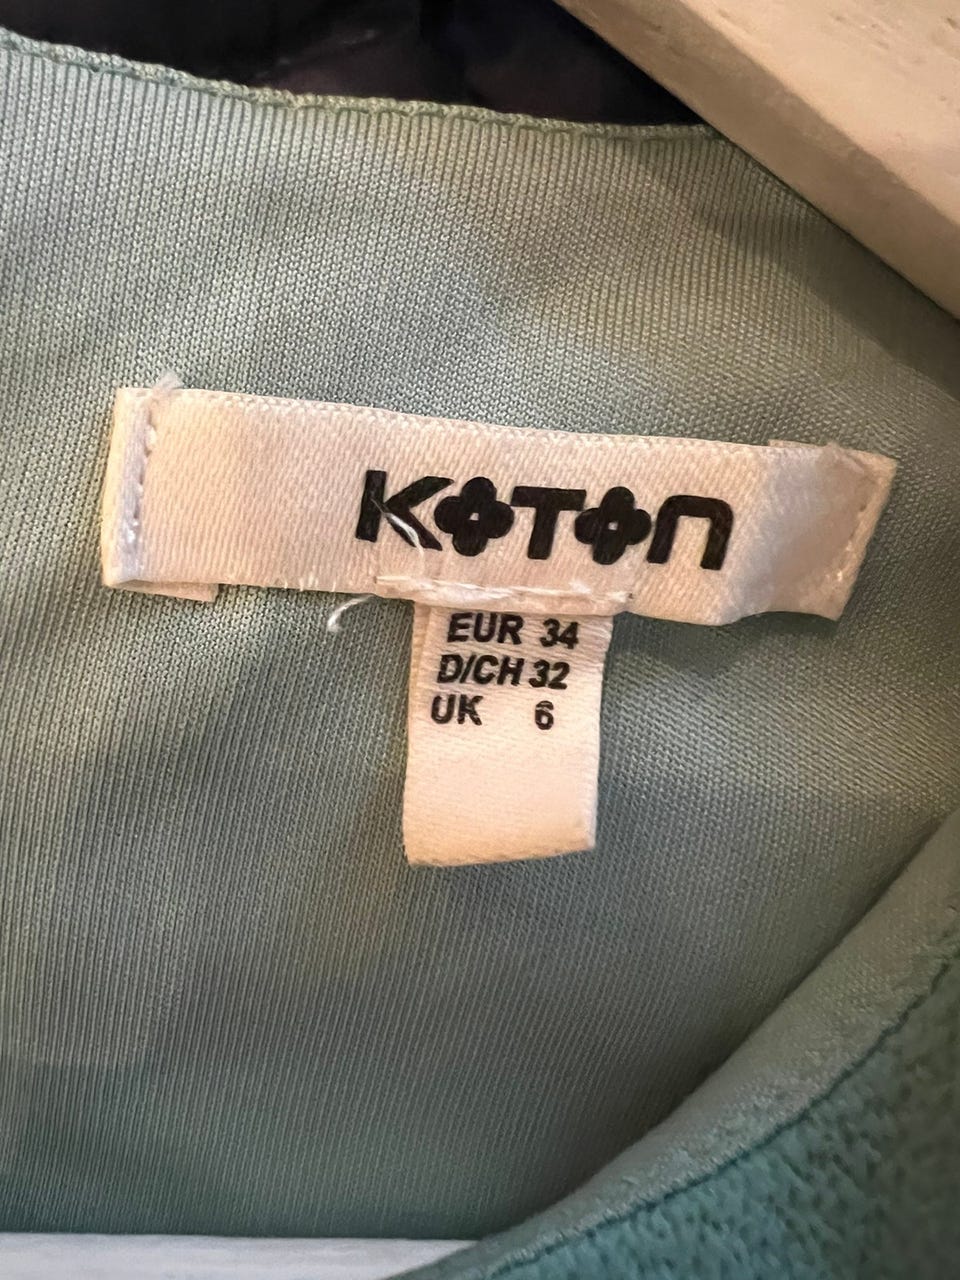 KOTON
EUR 34
D/CH 32
UK 6